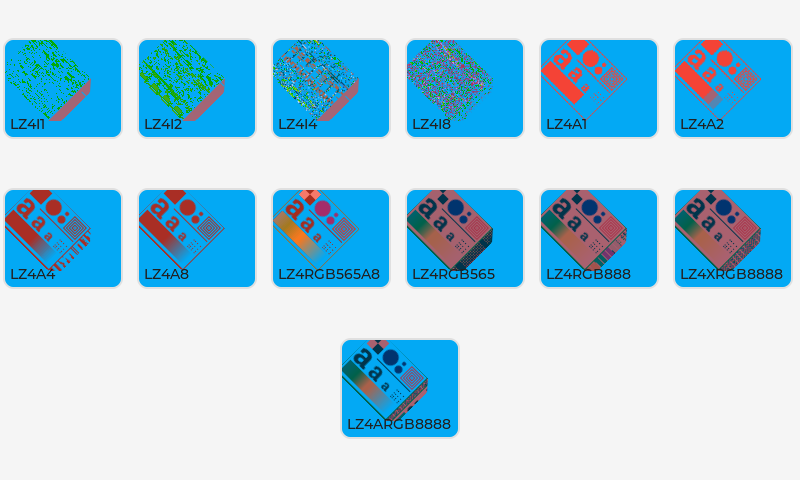 LZ4I1
LZ4I2
LZ4I4
LZ4I8
LZ4A1
LZ4A2
LZ4A4
LZ4A8
LZ4RGB565A8
LZ4RGB565
LZ4RGB888
LZ4XRGB8888
LZ4ARGB8888
a a a
a a a
a a a
a a a
a a a
a a a
a a a
a a a
a a a